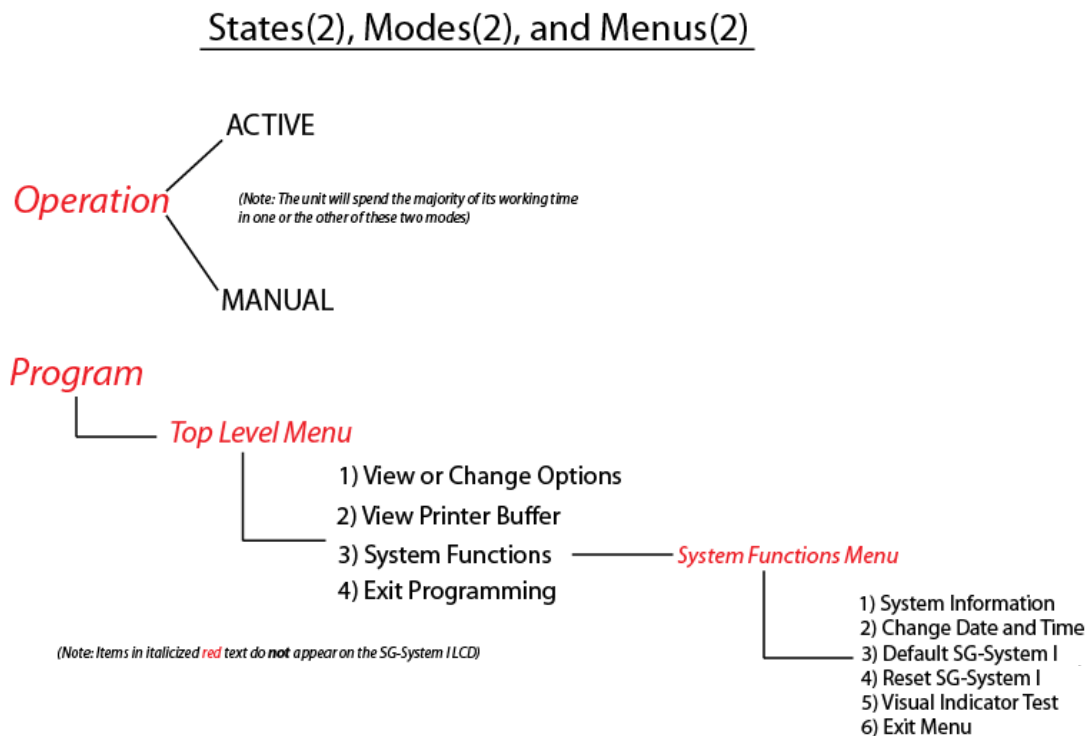 States(2), Modes(2), and Menus(2)
ACTIVE
Operation
(Note: The unit will spend the majority of its working time
in one or the other of these two modes)
MANUAL
Program
Top Level Menu
1) View or Change Options
2) View Printer Buffer
3) System Functions
4) Exit Programming
System Functions Menu
1) System Information
2) Change Date and Time
3) Default SG-System I
4) Reset SG-System I
5) Visual Indicator Test
6) Exit Menu
(Note: Items in italicized red text do not appear on the SG-System I LCD)